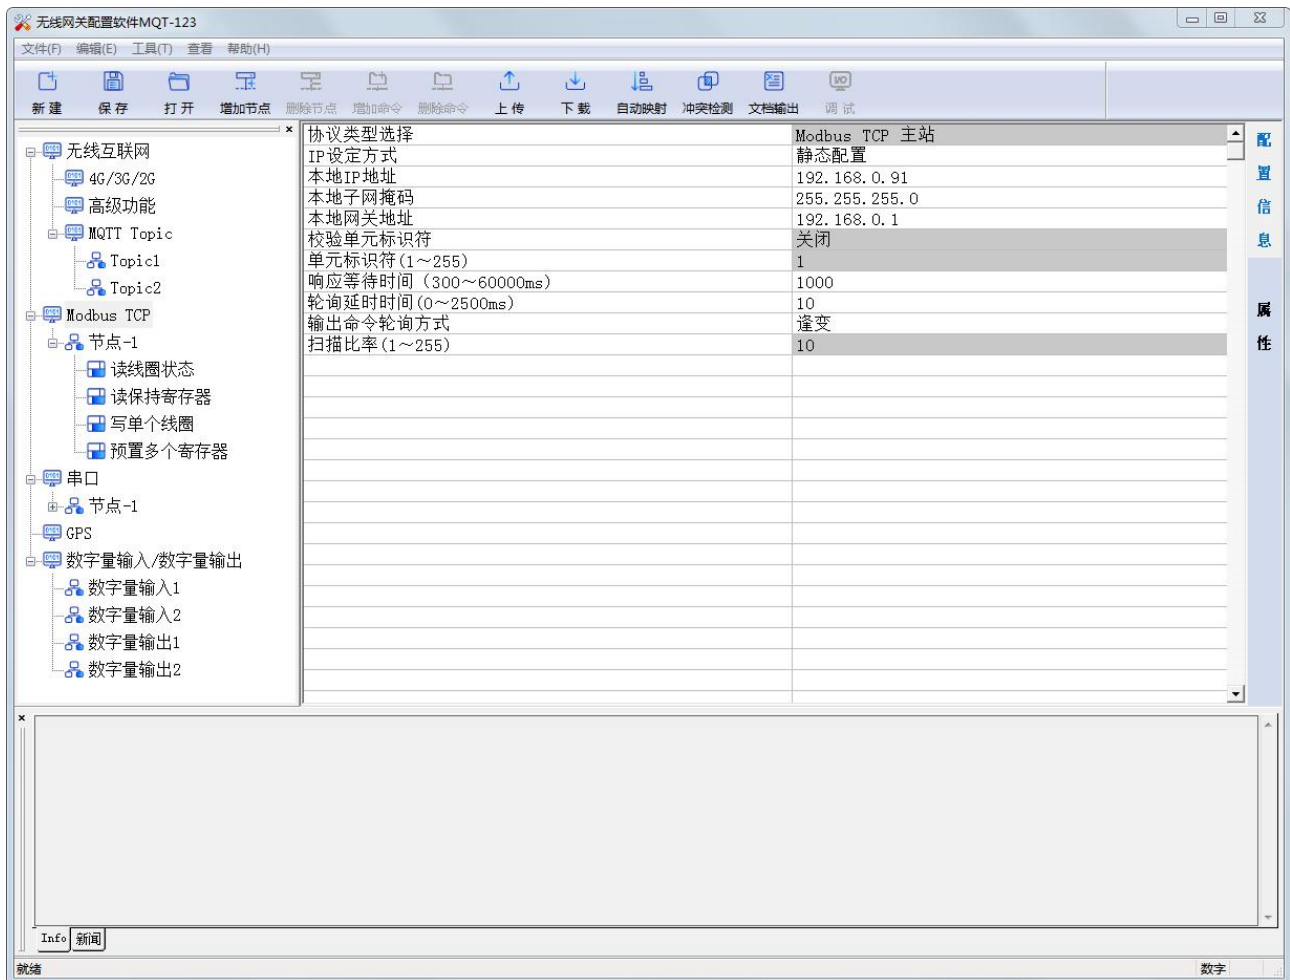 无线网关配置软件MQT-123
文件(F) 编辑(E) 工具(T) 查看 帮助(H)
新建 保存 打开 增加节点 删除节点 增加命令 删除命令 上传 下载 自动映射 冲突检测 文档输出 调试
无线互联网
4G/3G/2G
高级功能
MQTT Topic
Topic1
Topic2
Modbus TCP
节点-1
读线圈状态
读保持寄存器
写单个线圈
预置多个寄存器
串口
节点-1
GPS
数字量输入/数字量输出
数字量输入1
数字量输入2
数字量输出1
数字量输出2
协议类型选择 Modbus TCP 主站
IP设定方式 静态配置
本地IP地址 192.168.0.91
本地子网掩码 255.255.255.0
本地网关地址 192.168.0.1
校验单元标识符 关闭
单元标识符(1～255) 1
响应等待时间 (300～60000ms) 1000
轮询延时时间(0～2500ms) 10
输出命令轮询方式 逢变
扫描比率(1～255) 10
配置信息
属性
Info 新闻
就绪 数字